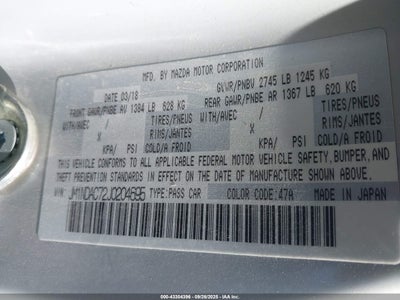 MFD. BY MAZDA MOTOR CORPORATION
DATE 03/18 GVWR/PNBV 2745 LB 1245 KG
FRONT GAWR/PNBE AV 1384 LB 628 KG REAR GAWR/PNBE AR 1367 LB 620 KG
WITH/AVEC TIRES/PNEUS WITH/AVEC TIRES/PNEUS
X RIMS/JANTES X RIMS/JANTES
KPA/ PSI COLD/A FROID KPA/ PSI COLD/A FROID
THIS VEHICLE CONFORMS TO ALL APPLICABLE FEDERAL MOTOR VEHICLE SAFETY, BUMPER, AND
THEFT PREVENTION STANDARDS IN EFFECT ON THE DATE OF MANUFACTURE SHOWN ABOVE.
VIN: JM1NDAC72J0204695 TYPE: PASS CAR COLOR CODE: 47A MADE IN JAPAN
000-43304396 - 09/29/2025 - IAAI.COM